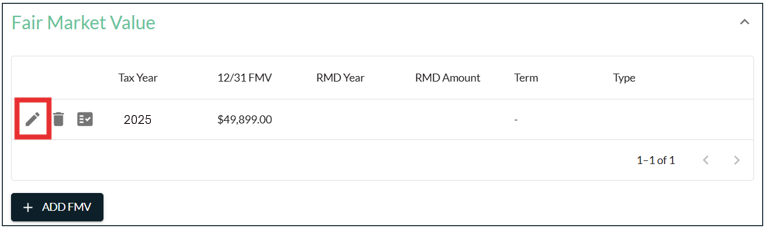 Fair Market Value
Tax Year 12/31 FMV RMD Year RMD Amount Term Type
2025 $49,899.00 -
1–1 of 1
+ ADD FMV